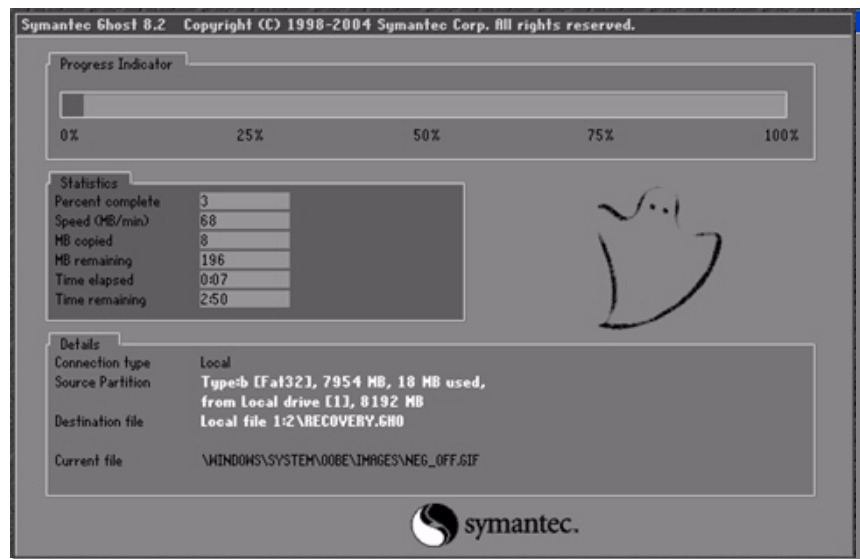 Symantec Ghost 8.2 Copyright (C) 1998-2004 Symantec Corp. All rights reserved.
Progress Indicator
0% 25% 50% 75% 100%
Statistics
Percent complete 3
Speed (MB/min) 68
MB copied 8
MB remaining 196
Time elapsed 0:07
Time remaining 2:50
Details
Connection type Local
Source Partition Type:b [Fat32], 7954 MB, 18 MB used,
from Local drive [1], 8192 MB
Destination file Local file 1:2\RECOVERY.GHO
Current file \WINDOWS\SYSTEM\OOBE\IMAGES\NEG_OFF.GIF
symantec.